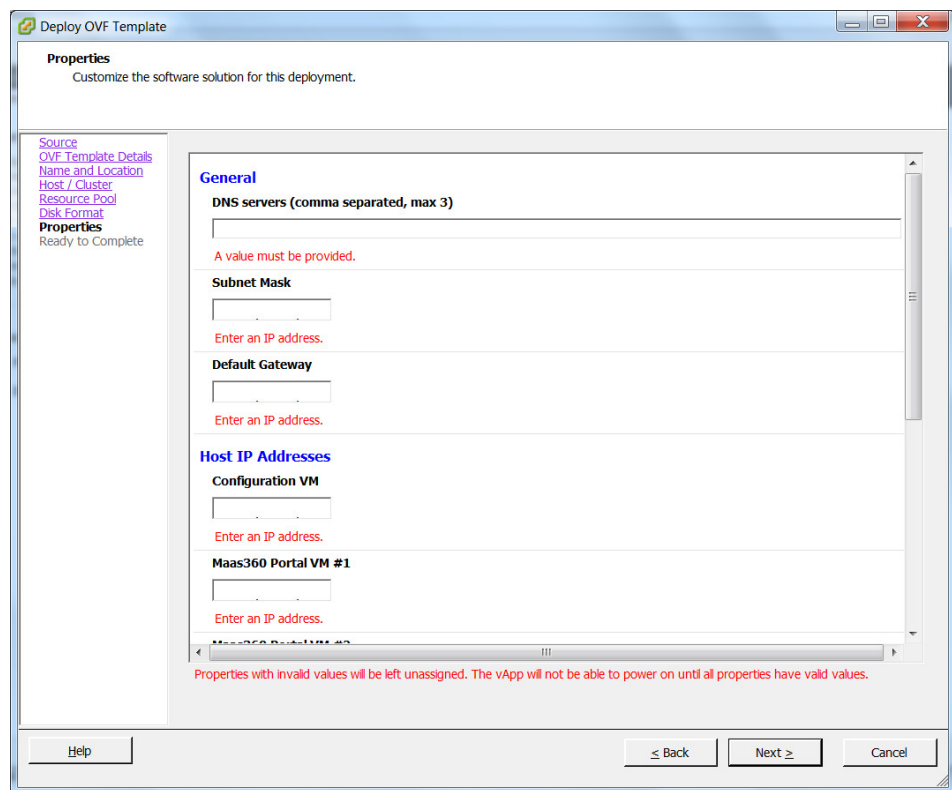 Deploy OVF Template
Properties
Customize the software solution for this deployment.
Source
OVF Template Details
Name and Location
Host / Cluster
Resource Pool
Disk Format
Properties
Ready to Complete
General
DNS servers (comma separated, max 3)
A value must be provided.
Subnet Mask
Enter an IP address.
Default Gateway
Enter an IP address.
Host IP Addresses
Configuration VM
Enter an IP address.
Maas360 Portal VM #1
Enter an IP address.
Maas360 Portal VM #2
Properties with invalid values will be left unassigned. The vApp will not be able to power on until all properties have valid values.
Help
< Back
Next >
Cancel